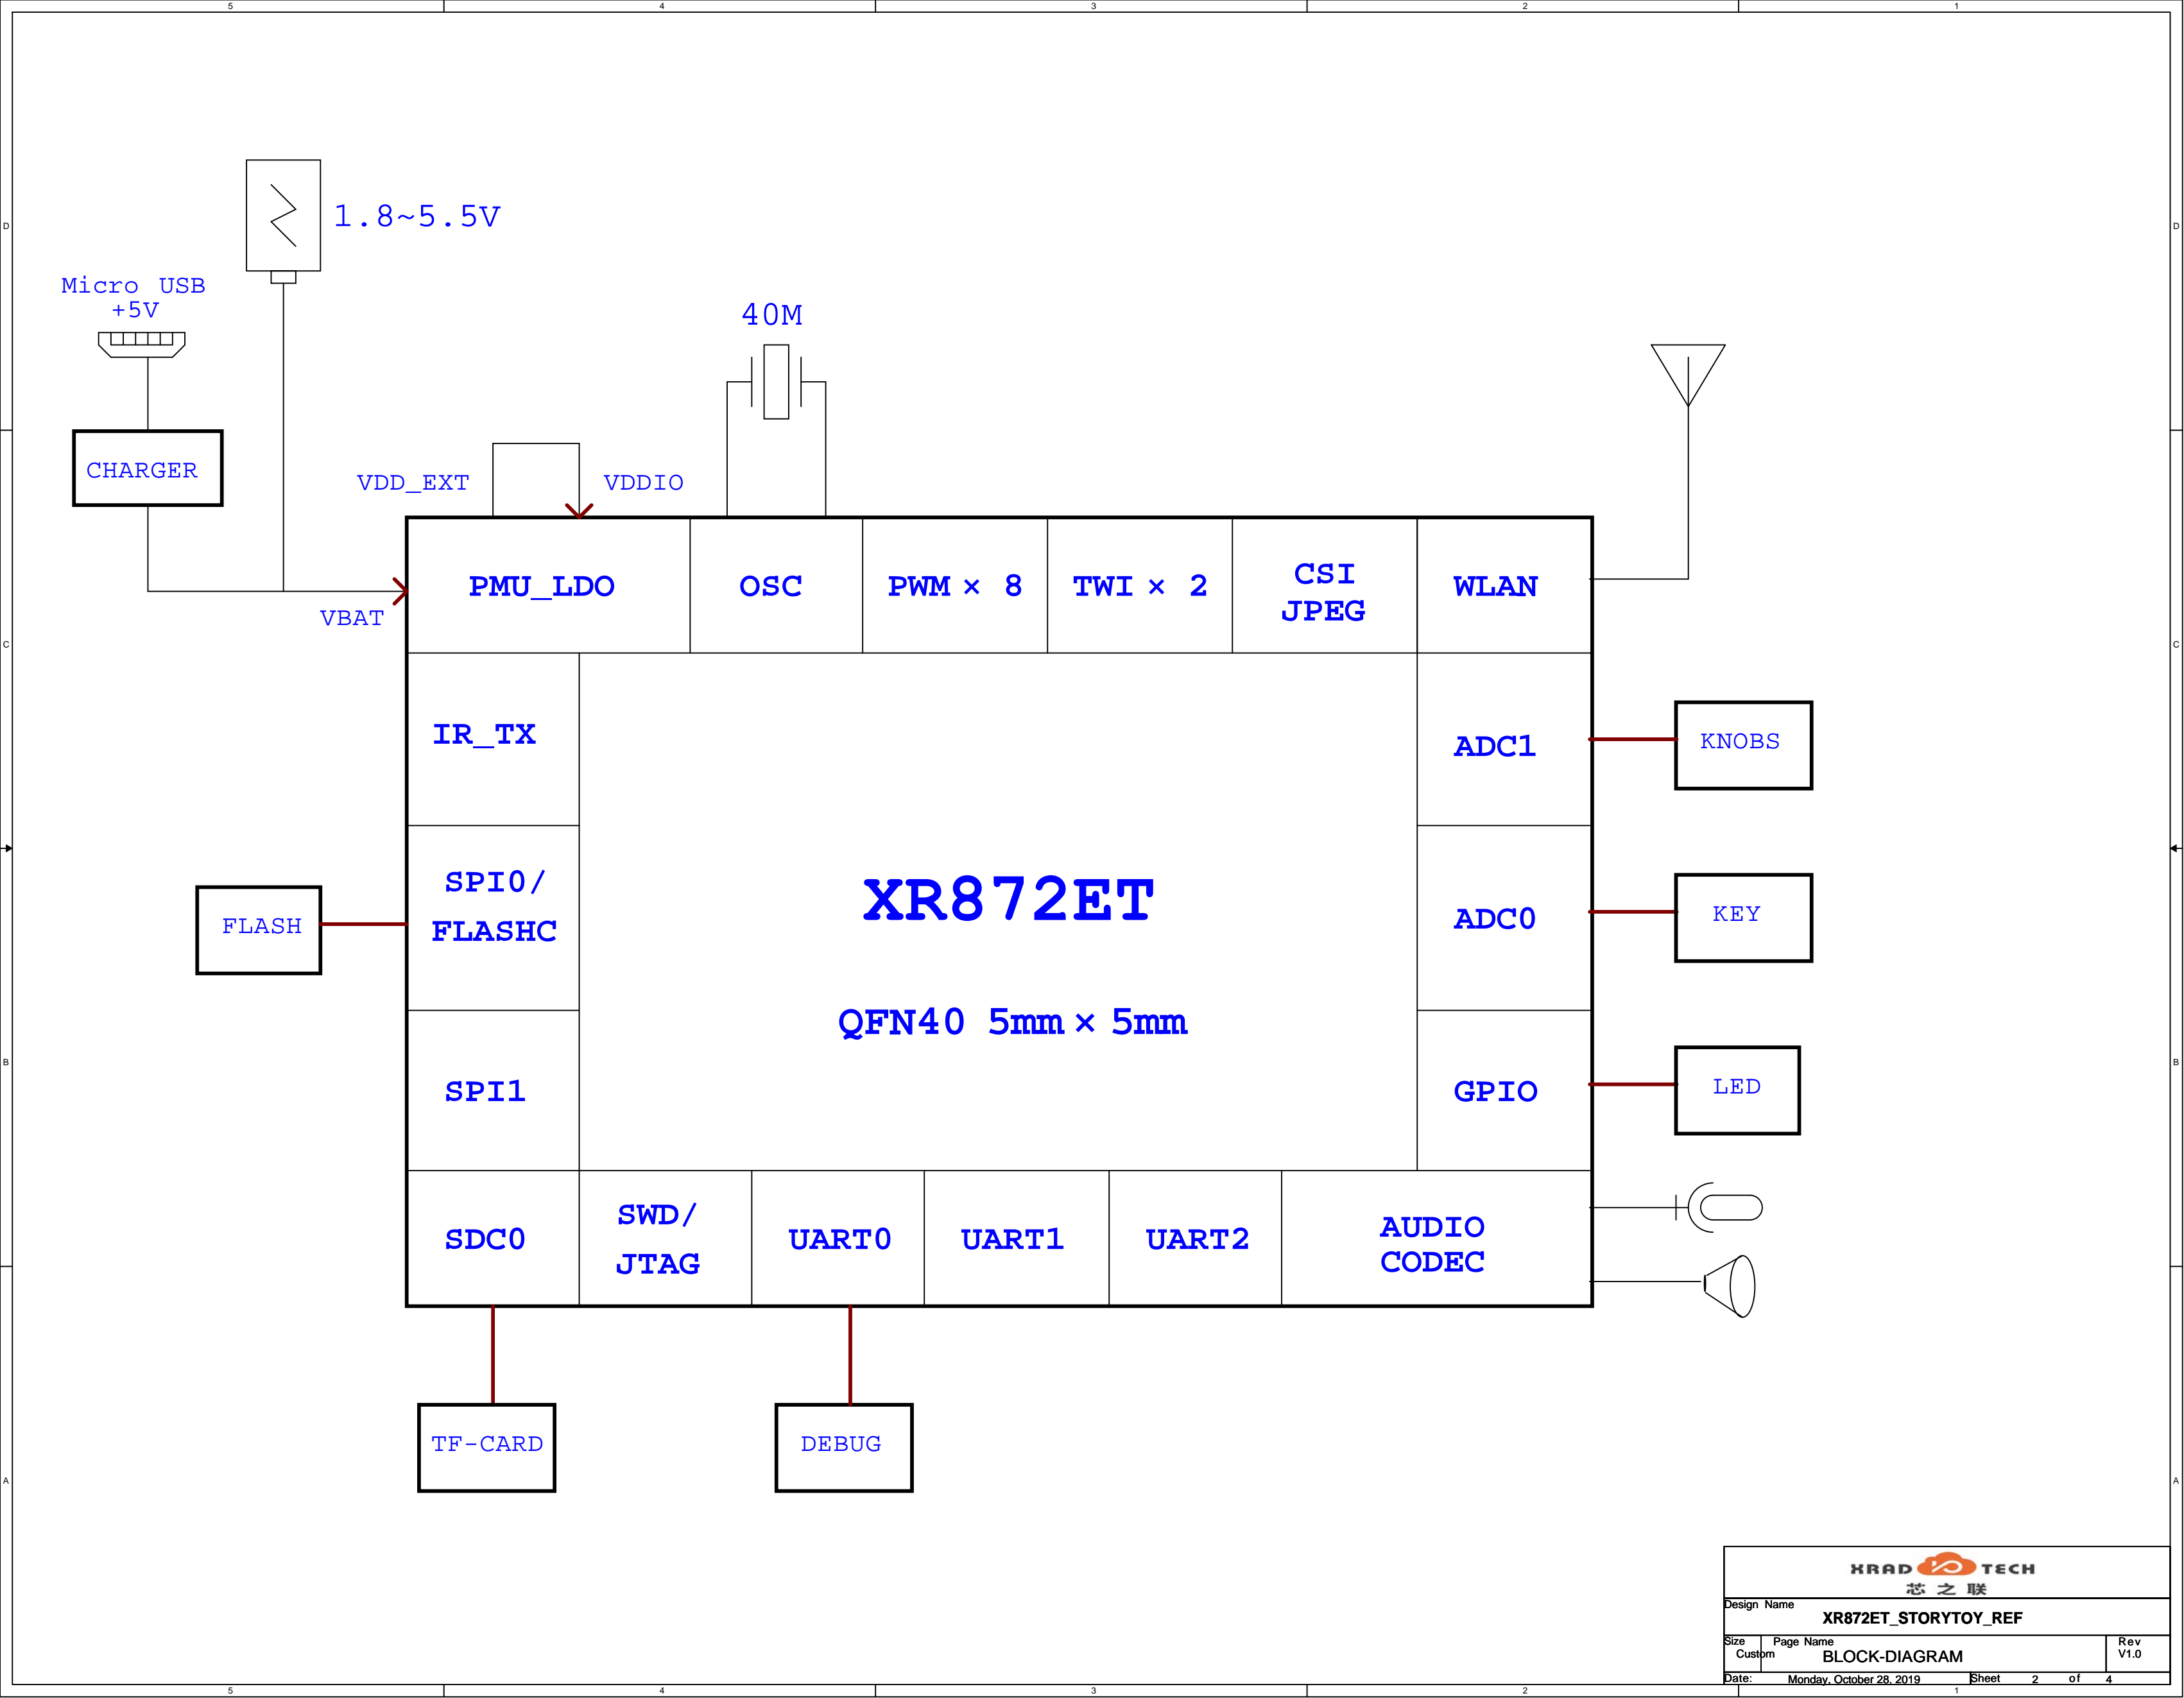 5 4 3 2 1
D D
1.8~5.5V
Micro USB
+5V
40M
CHARGER
VDD_EXT VDDIO
VBAT
PMU_LDO OSC PWM × 8 TWI × 2 CSI JPEG WLAN
C C
IR_TX
ADC1 KNOBS
SPI0/
FLASHC
FLASH
XR872ET
ADC0 KEY
QFN40 5mm × 5mm
B B
SPI1
GPIO LED
SDC0
SWD/
JTAG
UART0 UART1 UART2
AUDIO
CODEC
TF-CARD DEBUG
A A
XRAD TECH
芯之联
Design Name
XR872ET_STORYTOY_REF
Size Page Name Rev
Custom BLOCK-DIAGRAM V1.0
Date: Monday, October 28, 2019 Sheet 2 of 4
5 4 3 2 1